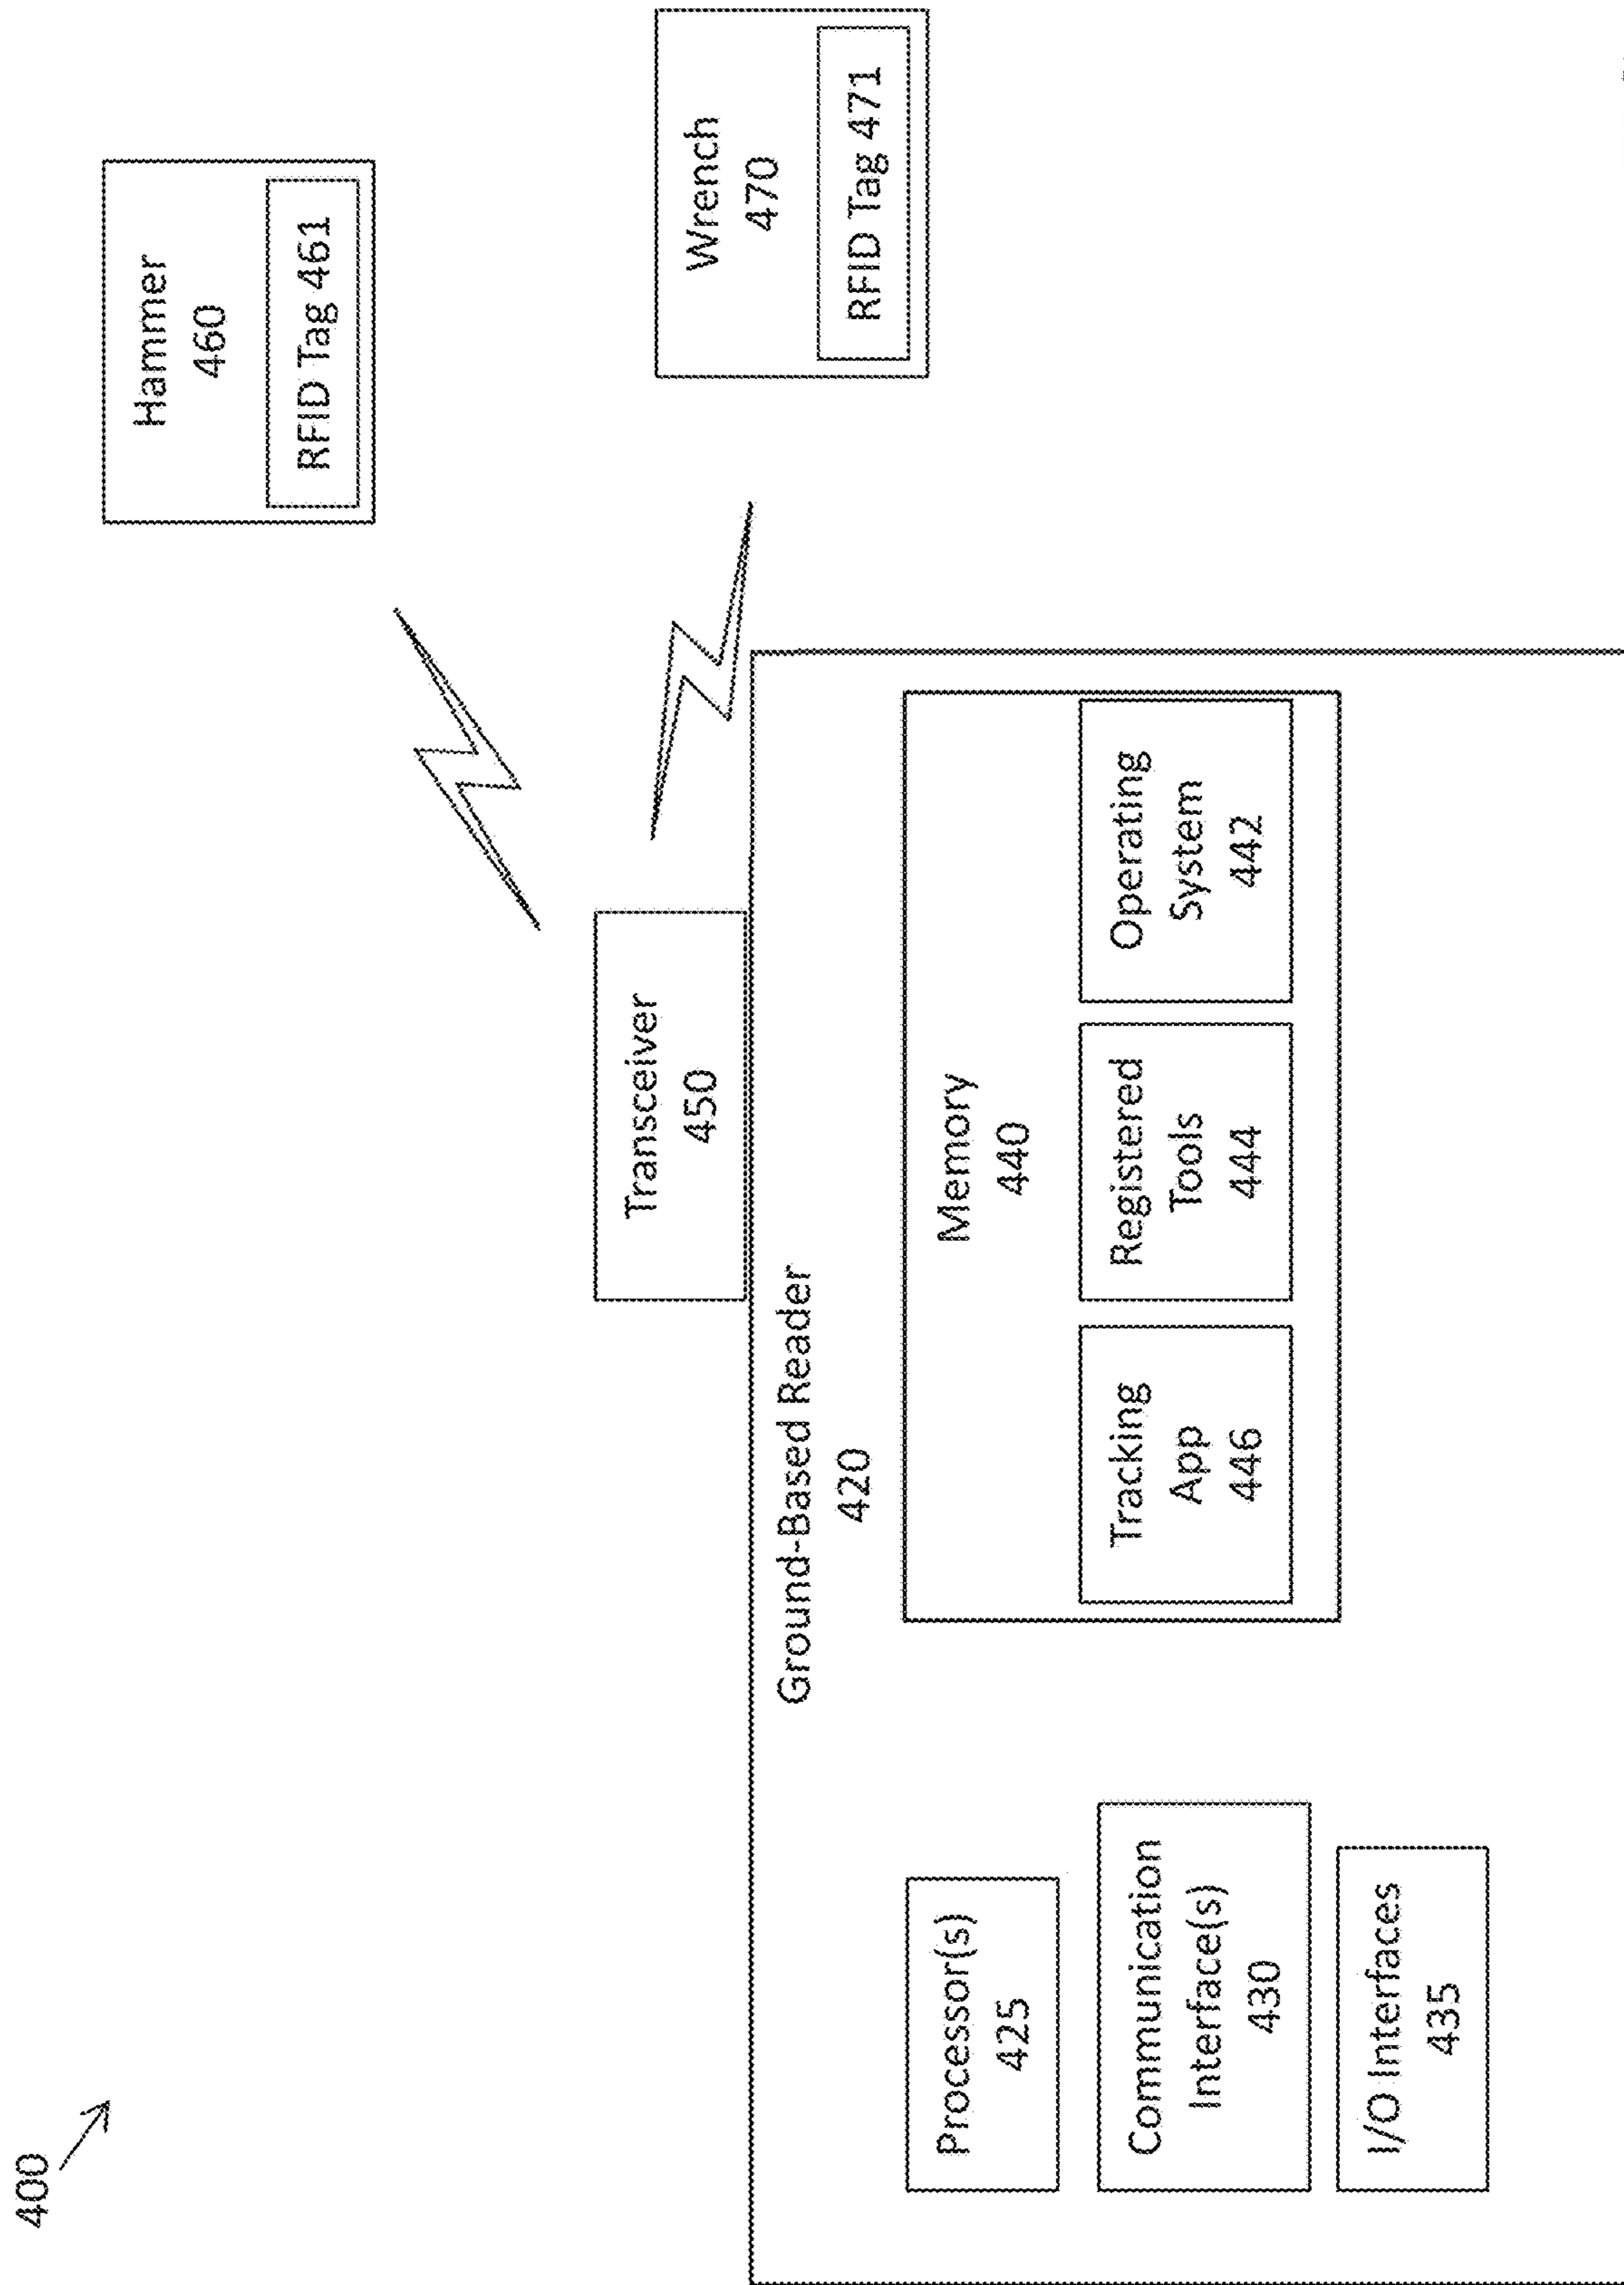 400
Hammer
460
RFID Tag 461
Wrench
470
RFID Tag 471
Transceiver
450
Ground-Based Reader
420
Processor(s)
425
Communication
Interface(s)
430
I/O Interfaces
435
Memory
440
Tracking
App
446
Registered
Tools
444
Operating
System
442